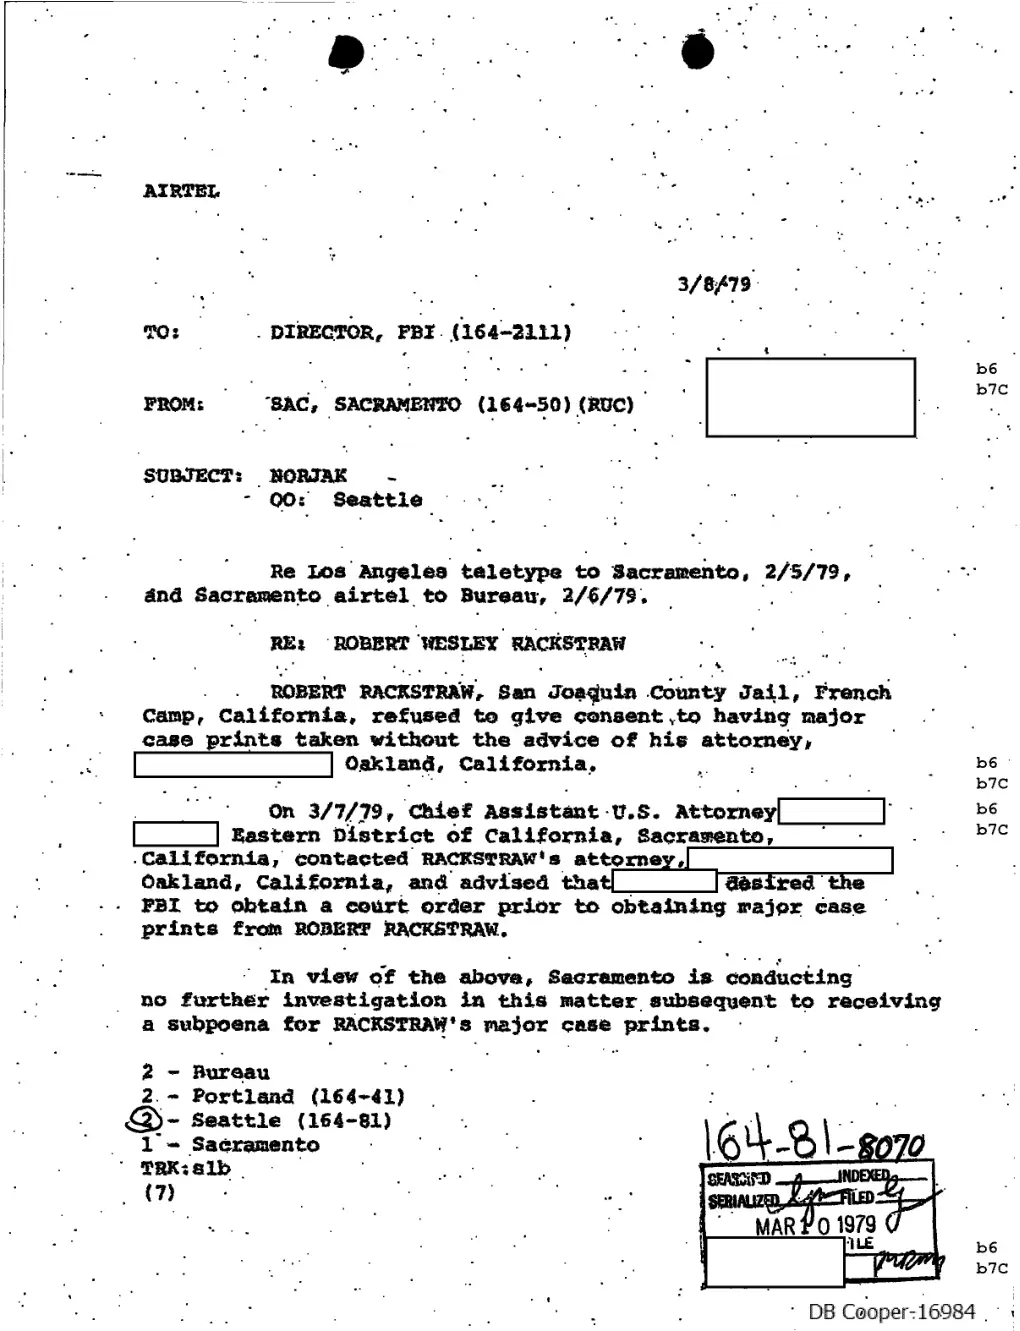 AIRTEL
3/8/79
TO: DIRECTOR, FBI (164-2111)
b6
b7C
FROM: SAC, SACRAMENTO (164-50)(RUC)
SUBJECT: NORJAK
OO: Seattle
Re Los Angeles teletype to Sacramento, 2/5/79,
and Sacramento airtel to Bureau, 2/6/79.
RE: ROBERT WESLEY RACKSTRAW
ROBERT RACKSTRAW, San Joaquin County Jail, French
Camp, California, refused to give consent to having major
case prints taken without the advice of his attorney,
Oakland, California.
b6
b7C
On 3/7/79, Chief Assistant U.S. Attorney
b6
b7C
Eastern District of California, Sacramento,
California, contacted RACKSTRAW's attorney,
Oakland, California, and advised that desired the
FBI to obtain a court order prior to obtaining major case
prints from ROBERT RACKSTRAW.
In view of the above, Sacramento is conducting
no further investigation in this matter subsequent to receiving
a subpoena for RACKSTRAW's major case prints.
2 - Bureau
2 - Portland (164-41)
2 - Seattle (164-81)
1 - Sacramento
TRK:slb
(7)
164-81-8070
SEARCHED INDEXED
SERIALIZED FILED
MAR 10 1979
b6
b7C
DB Cooper-16984